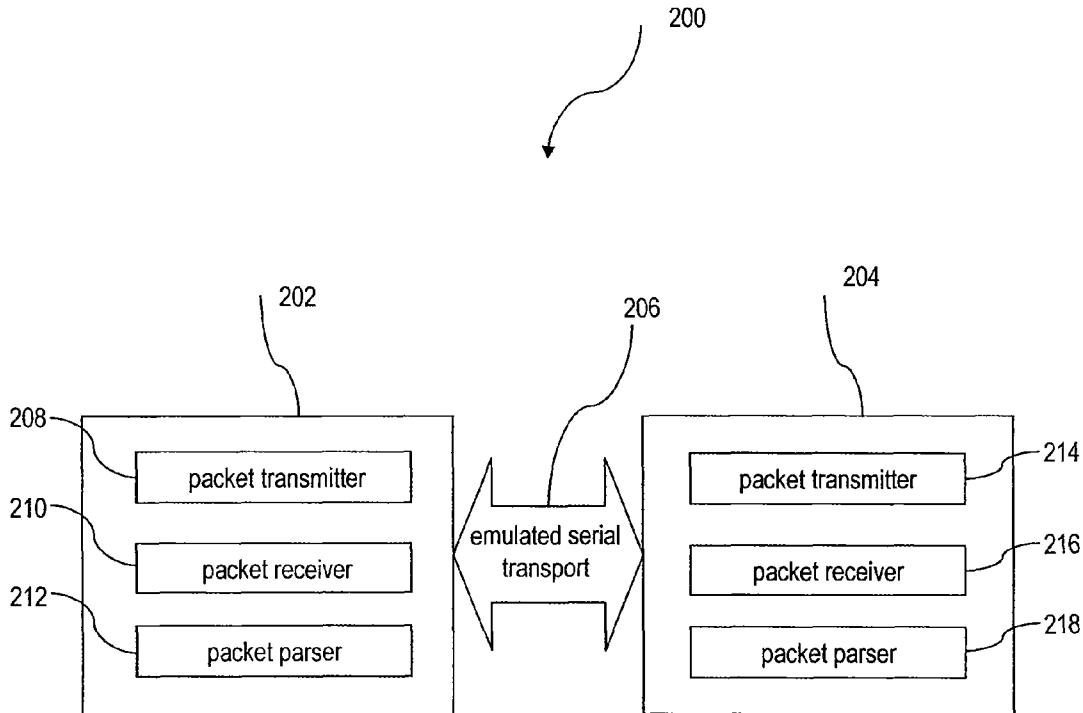 200
202
206
204
208
packet transmitter
packet transmitter
214
210
emulated serial
transport
packet receiver
packet receiver
216
212
packet parser
packet parser
218